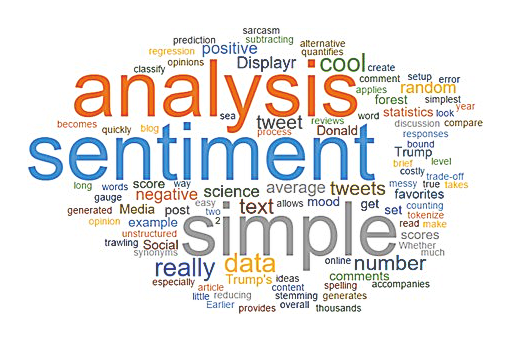 sarcasm
prediction subtracting alternative
regression positive quantifies
opinions Displayr cool create
classify comment setup error
analysis applies random
forest simplest
sea word statistics year
becomes quickly blog tweet reviews look
process Donald discussion compare
sentiment responses
bound
Trump
brief level
costly
long words score way average tweets messy true trade-off takes
gauge negative science favorites
generated Media post easy text allows mood get set counting
two tokenize
opinion example 2 simple read make
unstructured scores
trawling Social Whether
synonyms much
really data online number
Trump's ideas comments
especially article content spelling accompanies
little reducing stemming generates
Earlier provides overall thousands